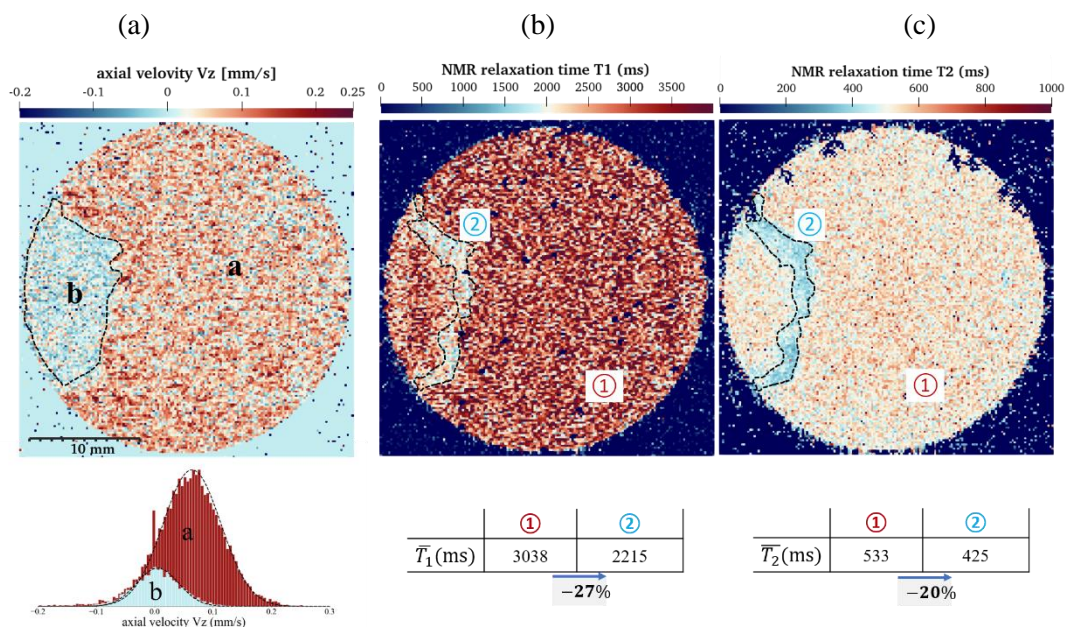 (a) (b) (c)
axial velovity Vz [mm/s] NMR relaxation time T1 (ms) NMR relaxation time T2 (ms)
-0.2 -0.1 0 0.1 0.25 0 500 1000 1500 2000 2500 3000 3500 0 200 400 600 800 1000
②
②
a
b
①
①
10 mm
a
b
-0.2 -0.1 0.0 0.1 0.2 0.3
axial velocity Vz (mm/s)
① ②
T̅₁(ms) 3038 2215
−27%
① ②
T̅₂(ms) 533 425
−20%